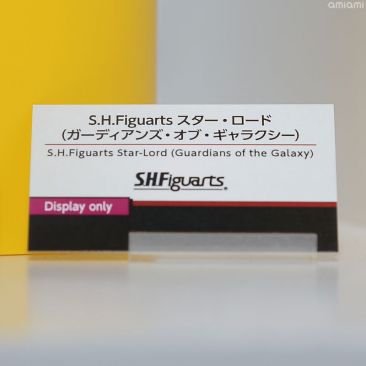 amiami
S.H.Figuarts スター・ロード
(ガーディアンズ・オブ・ギャラクシー)
S.H.Figuarts Star-Lord (Guardians of the Galaxy)
S.H.Figuarts
Display only